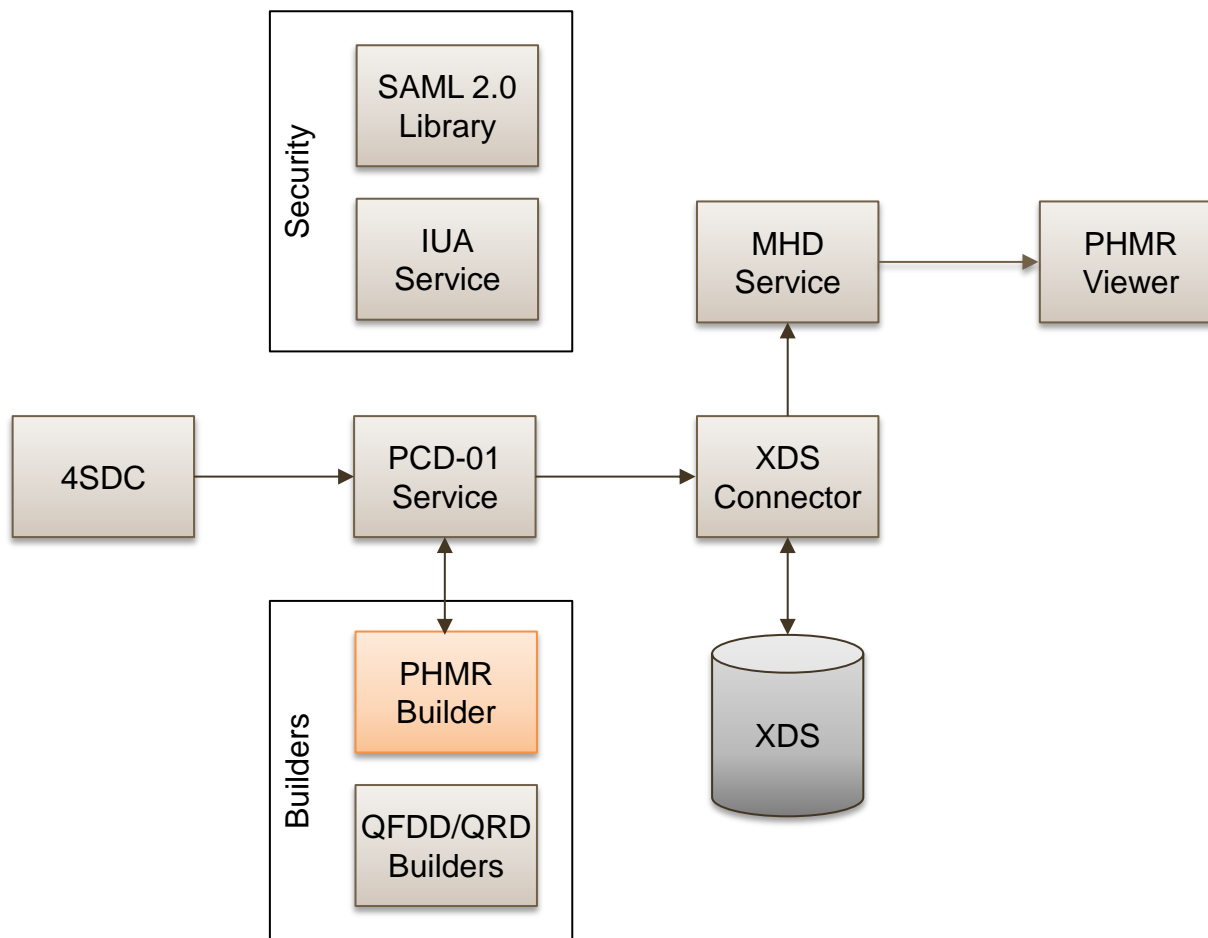 Security
SAML 2.0
Library
IUA
Service
MHD
Service
PHMR
Viewer
4SDC
PCD-01
Service
XDS
Connector
Builders
PHMR
Builder
XDS
QFDD/QRD
Builders